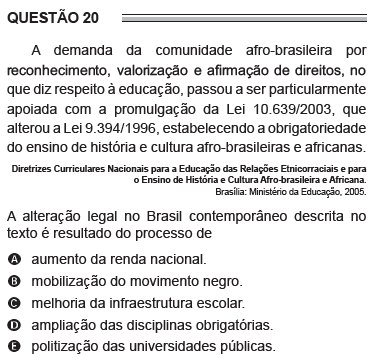 QUESTÃO 20
A demanda da comunidade afro-brasileira por
reconhecimento, valorização e afirmação de direitos, no
que diz respeito à educação, passou a ser particularmente
apoiada com a promulgação da Lei 10.639/2003, que
alterou a Lei 9.394/1996, estabelecendo a obrigatoriedade
do ensino de história e cultura afro-brasileiras e africanas.
Diretrizes Curriculares Nacionais para a Educação das Relações Etnicorraciais e para
o Ensino de História e Cultura Afro-brasileira e Africana.
Brasília: Ministério da Educação, 2005.
A alteração legal no Brasil contemporâneo descrita no
texto é resultado do processo de
A aumento da renda nacional.
B mobilização do movimento negro.
C melhoria da infraestrutura escolar.
D ampliação das disciplinas obrigatórias.
E politização das universidades públicas.